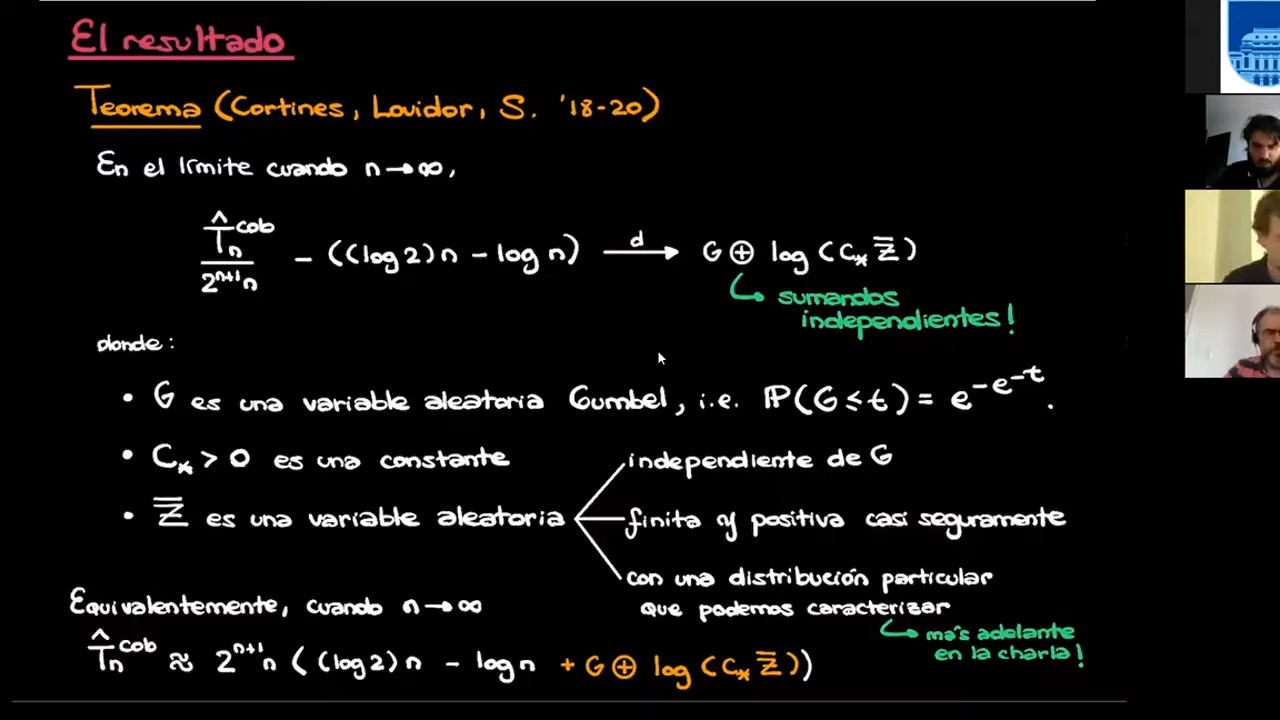 El resultado
Teorema (Cortines, Louidor, S. '18-20)
En el límite cuando n → ∞,
T̂ₙ^cob / 2ⁿ⁺¹n − ((log 2)n − log n) →^d G ⊕ log(C⁎ Z̄)
↳ sumandos
independientes!
donde:
• G es una variable aleatoria Gumbel, i.e. ℙ(G ≤ t) = e^{-e^{-t}}.
• C⁎ > 0 es una constante
independiente de G
• Z̄ es una variable aleatoria
finita y positiva casi seguramente
con una distribución particular
que podemos caracterizar
↳ más adelante
en la charla!
Equivalentemente, cuando n → ∞
T̂ₙ^cob ≈ 2ⁿ⁺¹n ((log 2)n − log n + G ⊕ log(C⁎ Z̄))